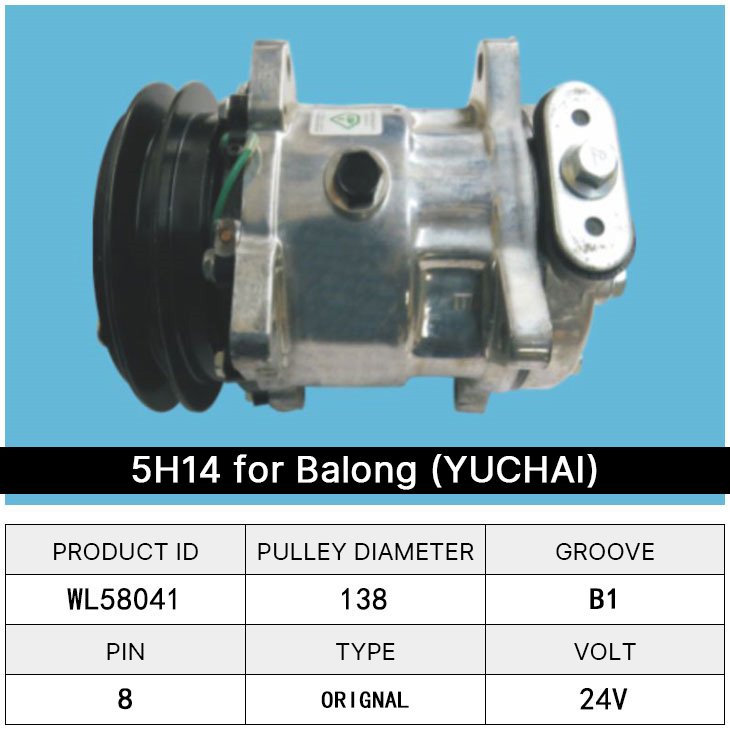 5H14 for Balong (YUCHAI)
PRODUCT ID PULLEY DIAMETER GROOVE
WL58041 138 B1
PIN TYPE VOLT
8 ORIGNAL 24V